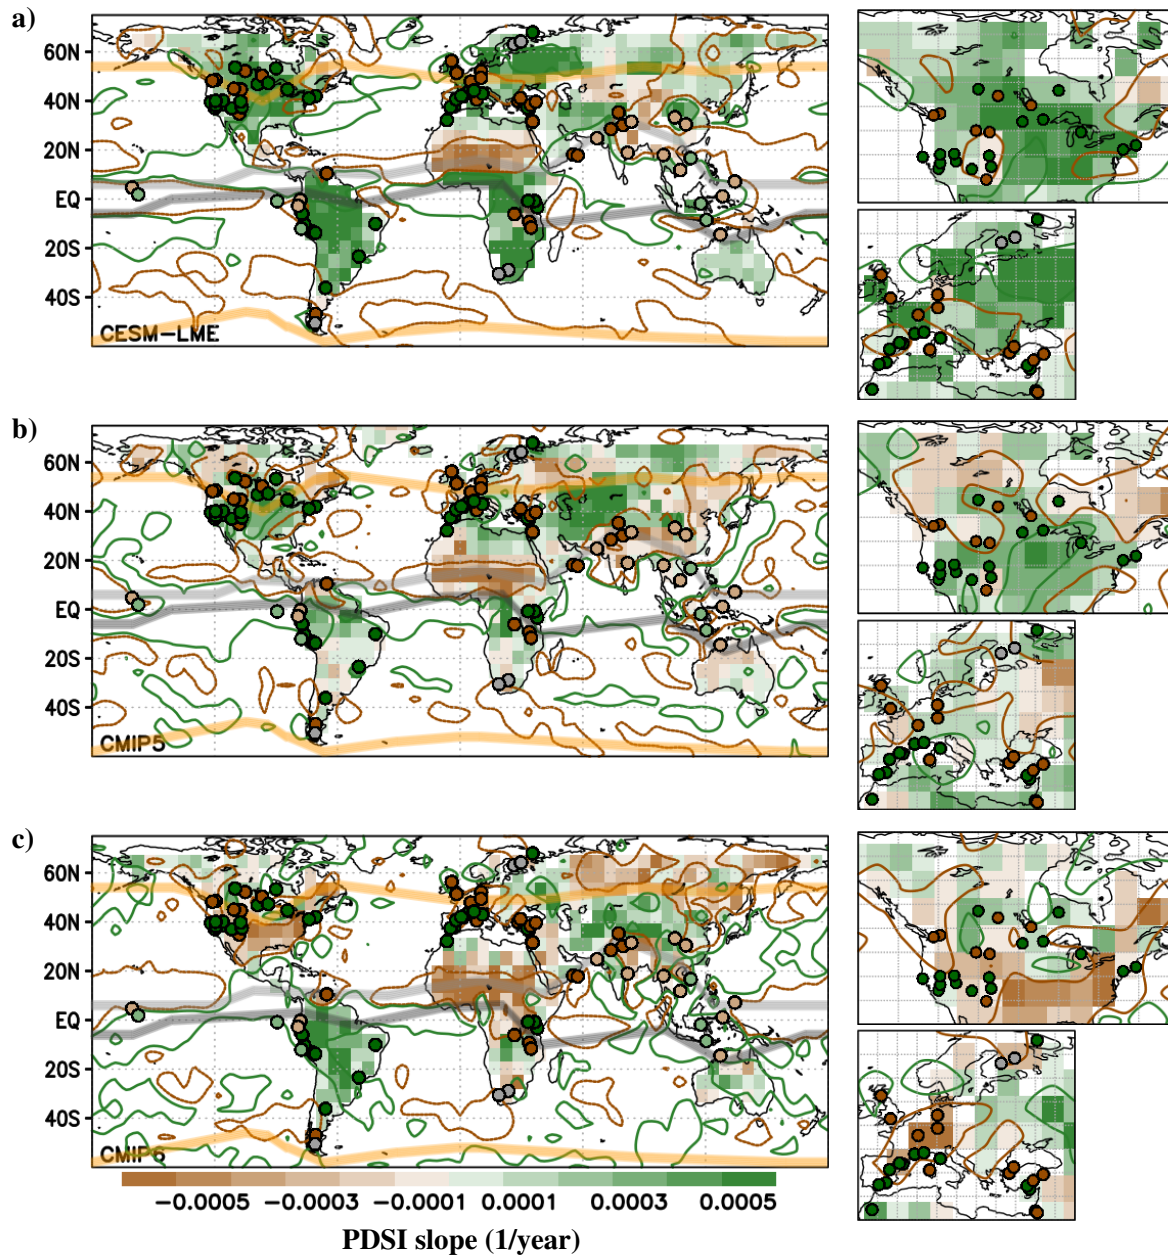 a)
60N
40N
20N
EQ
20S
40S
CESM-LME
b)
60N
40N
20N
EQ
20S
40S
CMIP5
c)
60N
40N
20N
EQ
20S
40S
CMIP6
−0.0005 −0.0003 −0.0001 0.0001 0.0003 0.0005
PDSI slope (1/year)